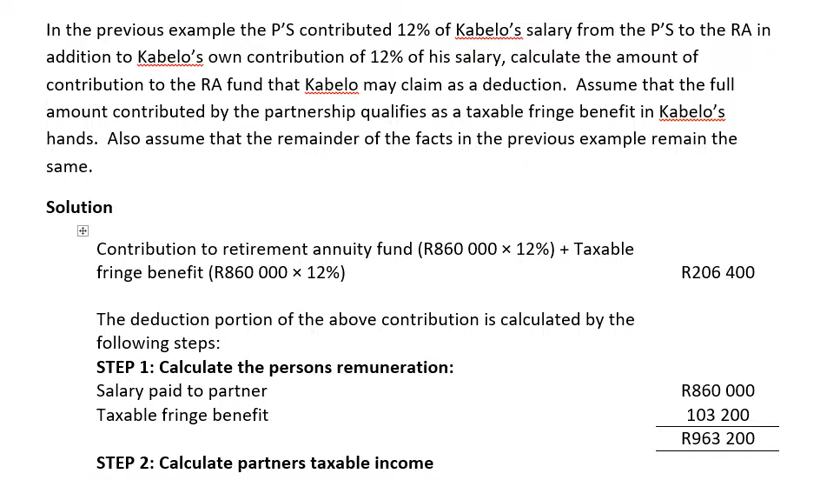 In the previous example the P’S contributed 12% of Kabelo’s salary from the P’S to the RA in
addition to Kabelo’s own contribution of 12% of his salary, calculate the amount of
contribution to the RA fund that Kabelo may claim as a deduction.  Assume that the full
amount contributed by the partnership qualifies as a taxable fringe benefit in Kabelo’s
hands.  Also assume that the remainder of the facts in the previous example remain the
same.
Solution
Contribution to retirement annuity fund (R860 000 × 12%) + Taxable
fringe benefit (R860 000 × 12%) R206 400
The deduction portion of the above contribution is calculated by the
following steps:
STEP 1: Calculate the persons remuneration:
Salary paid to partner R860 000
Taxable fringe benefit 103 200
R963 200
STEP 2: Calculate partners taxable income